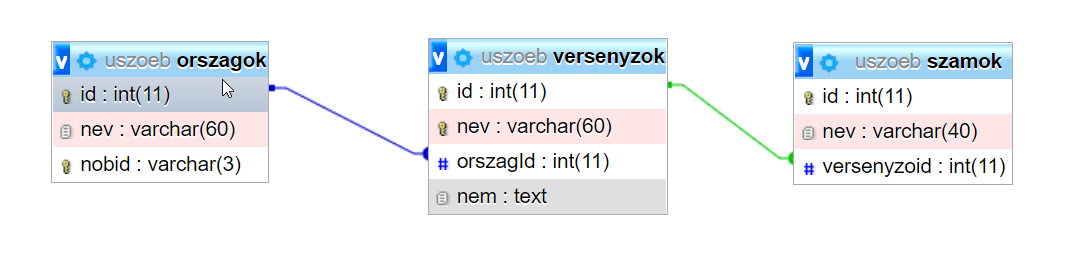 v uszoeb orszagok
id : int(11)
nev : varchar(60)
nobid : varchar(3)
v uszoeb versenyzok
id : int(11)
nev : varchar(60)
# orszagId : int(11)
nem : text
v uszoeb szamok
id : int(11)
nev : varchar(40)
# versenyzoid : int(11)